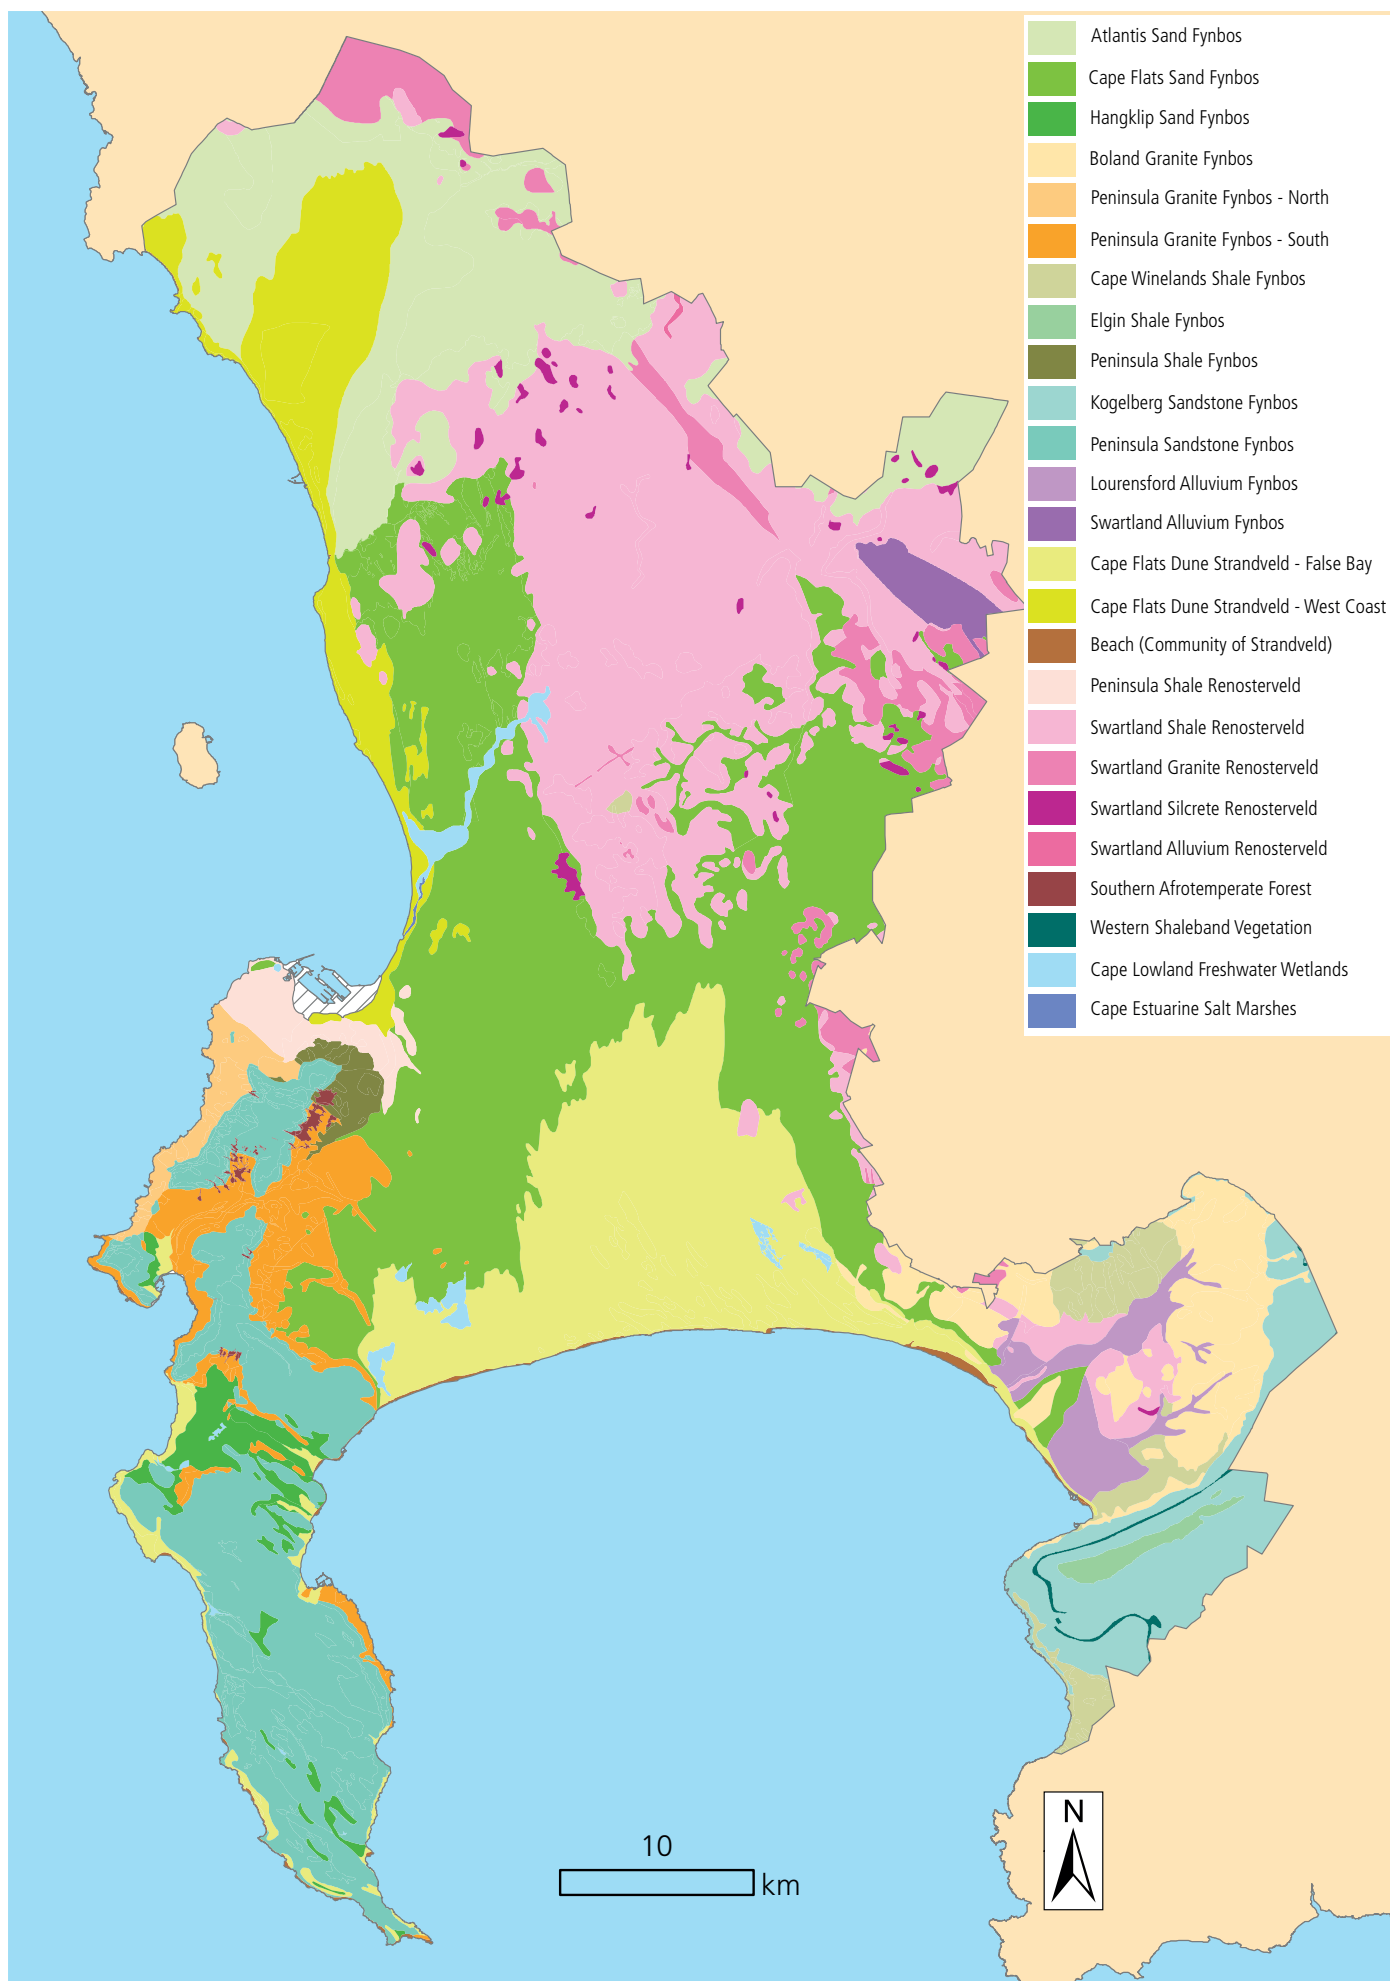 Atlantis Sand Fynbos
Cape Flats Sand Fynbos
Hangklip Sand Fynbos
Boland Granite Fynbos
Peninsula Granite Fynbos - North
Peninsula Granite Fynbos - South
Cape Winelands Shale Fynbos
Elgin Shale Fynbos
Peninsula Shale Fynbos
Kogelberg Sandstone Fynbos
Peninsula Sandstone Fynbos
Lourensford Alluvium Fynbos
Swartland Alluvium Fynbos
Cape Flats Dune Strandveld - False Bay
Cape Flats Dune Strandveld - West Coast
Beach (Community of Strandveld)
Peninsula Shale Renosterveld
Swartland Shale Renosterveld
Swartland Granite Renosterveld
Swartland Silcrete Renosterveld
Swartland Alluvium Renosterveld
Southern Afrotemperate Forest
Western Shaleband Vegetation
Cape Lowland Freshwater Wetlands
Cape Estuarine Salt Marshes
N
10
km